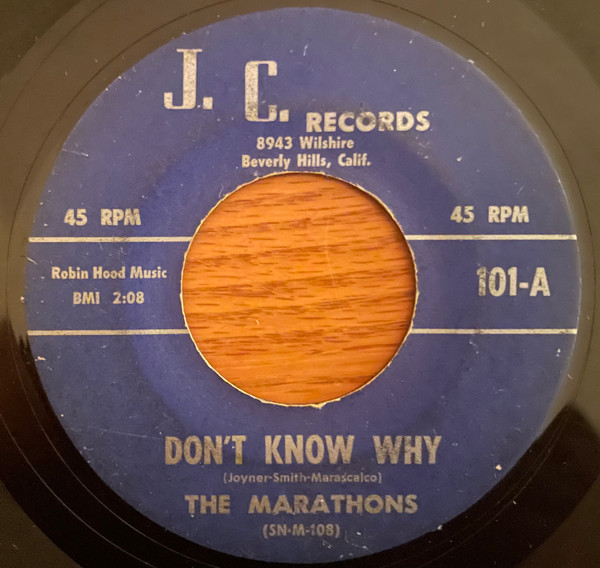 J. C. RECORDS
8943 Wilshire
Beverly Hills, Calif.
45 RPM
45 RPM
Robin Hood Music
BMI 2:08
101-A
DON'T KNOW WHY
(Joyner-Smith-Marascalco)
THE MARATHONS
(SN-M-108)